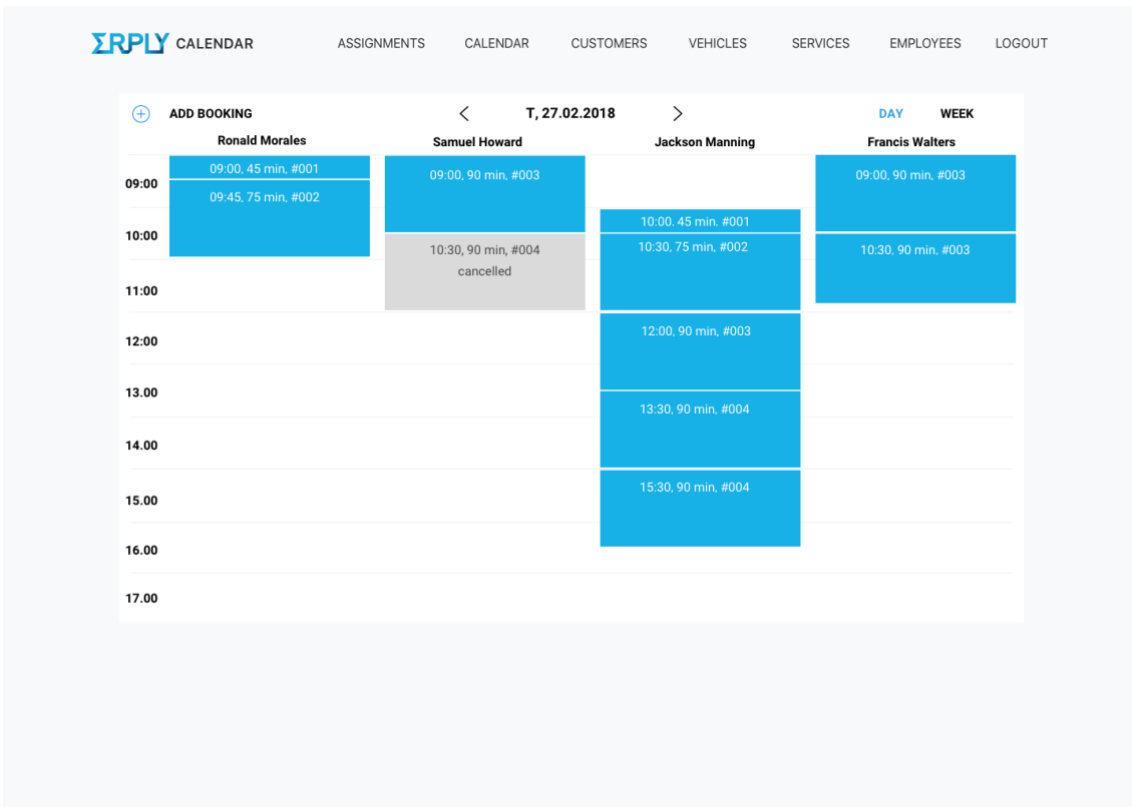 ΣRPLY CALENDAR ASSIGNMENTS CALENDAR CUSTOMERS VEHICLES SERVICES EMPLOYEES LOGOUT
ADD BOOKING < T, 27.02.2018 > DAY WEEK
Ronald Morales Samuel Howard Jackson Manning Francis Walters
09:00, 45 min, #001
09:00, 90 min, #003
09:00, 90 min, #003
09:00
09:45, 75 min, #002
10:00. 45 min. #001
10:00
10:30, 90 min, #004
cancelled
10:30, 75 min, #002
10:30, 90 min, #003
11:00
12:00, 90 min, #003
12:00
13.00
13:30, 90 min, #004
14.00
15:30, 90 min, #004
15.00
16.00
17.00